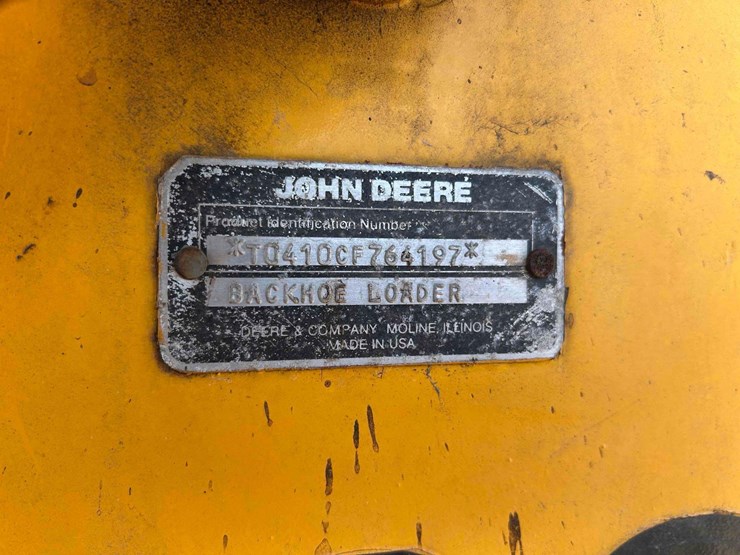 JOHN DEERE
Product Identification Number
*T0410CF764197*
BACKHOE LOADER
DEERE & COMPANY MOLINE, ILLINOIS
MADE IN USA